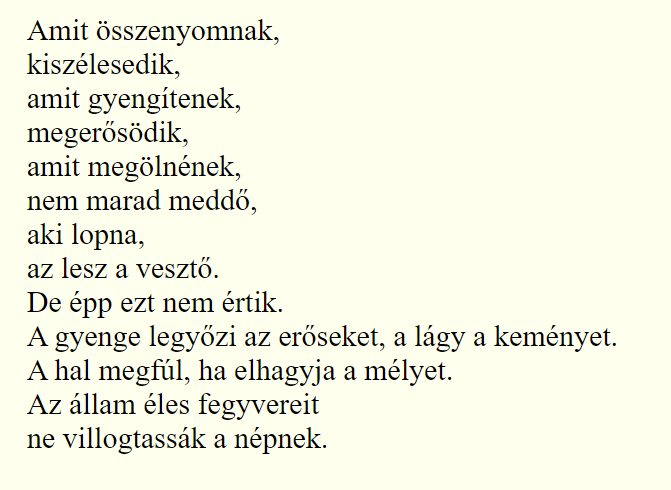 Amit összenyomnak,
kiszélesedik,
amit gyengítenek,
megerősödik,
amit megölnének,
nem marad meddő,
aki lopna,
az lesz a vesztő.
De épp ezt nem értik.
A gyenge legyőzi az erőseket, a lágy a keményet.
A hal megfúl, ha elhagyja a mélyet.
Az állam éles fegyvereit
ne villogtassák a népnek.